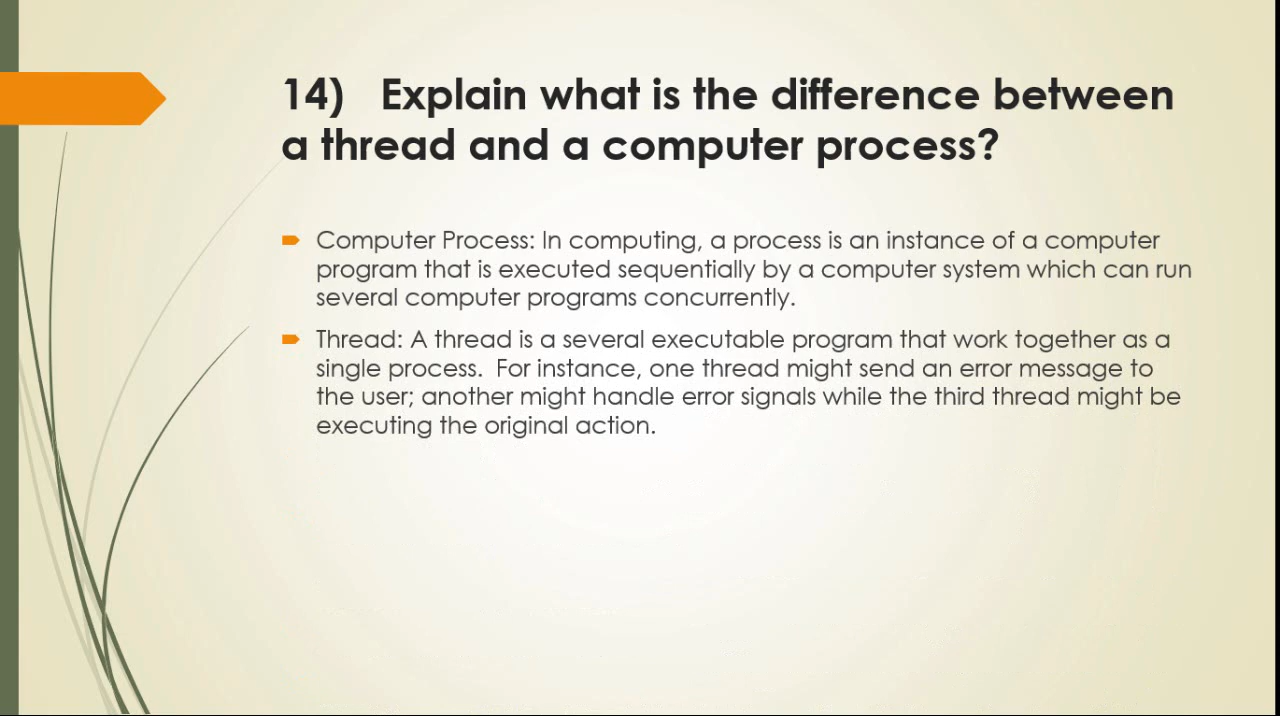 14) Explain what is the difference between
a thread and a computer process?
Computer Process: In computing, a process is an instance of a computer
program that is executed sequentially by a computer system which can run
several computer programs concurrently.
Thread: A thread is a several executable program that work together as a
single process. For instance, one thread might send an error message to
the user; another might handle error signals while the third thread might be
executing the original action.